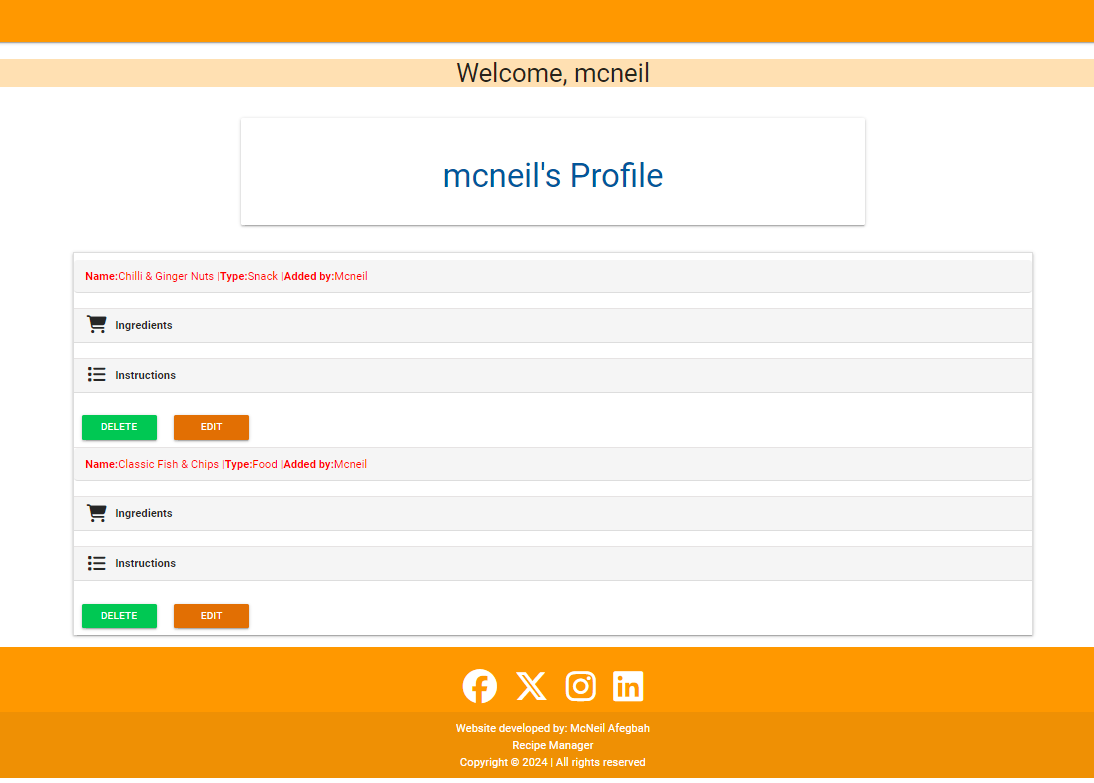 Welcome, mcneil
mcneil's Profile
Name:Chilli & Ginger Nuts |Type:Snack |Added by:Mcneil
Ingredients
Instructions
DELETE EDIT
Name:Classic Fish & Chips |Type:Food |Added by:Mcneil
Ingredients
Instructions
DELETE EDIT
Website developed by: McNeil Afegbah
Recipe Manager
Copyright © 2024 | All rights reserved